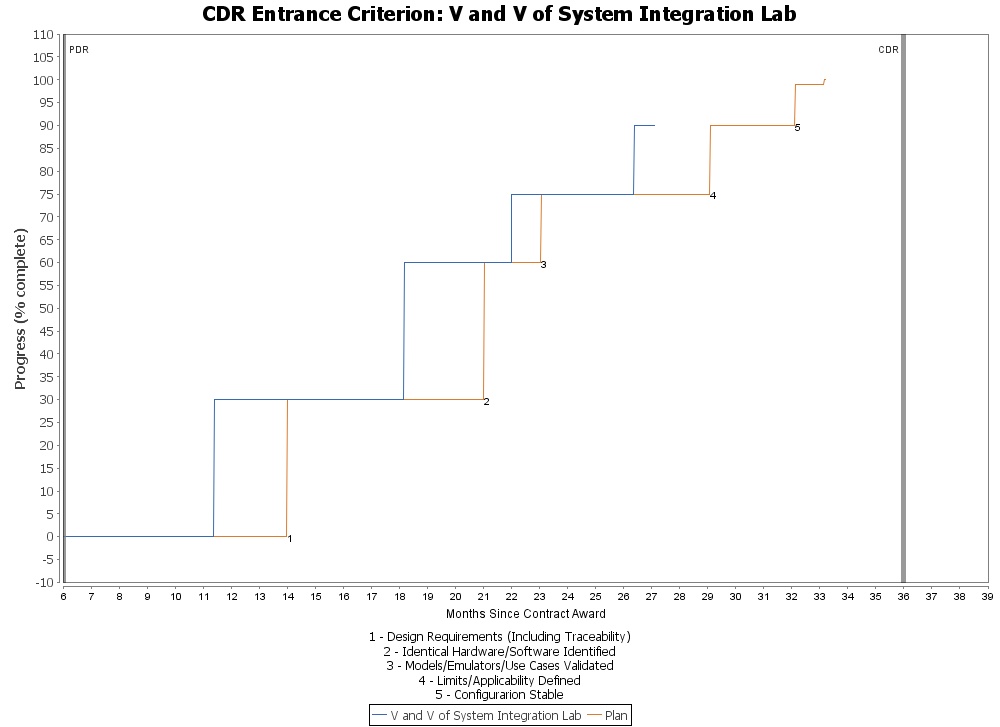 CDR Entrance Criterion: V and V of System Integration Lab
110
105
100
95
90
85
80
75
70
65
60
55
50
45
40
35
30
25
20
15
10
5
0
-5
-10
Progress (% complete)
PDR
CDR
1
2
3
4
5
6 7 8 9 10 11 12 13 14 15 16 17 18 19 20 21 22 23 24 25 26 27 28 29 30 31 32 33 34 35 36 37 38 39
Months Since Contract Award
1 - Design Requirements (Including Traceability)
2 - Identical Hardware/Software Identified
3 - Models/Emulators/Use Cases Validated
4 - Limits/Applicability Defined
5 - Configurarion Stable
V and V of System Integration Lab Plan